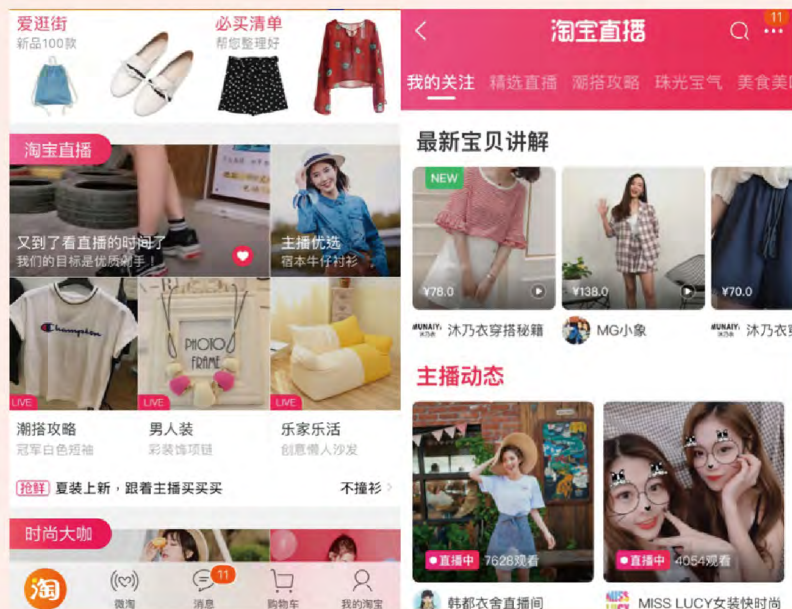 爱逛街
新品100款
必买清单
帮您整理好
淘宝直播
又到了看直播的时间了
我们的目标是优质剁手！
主播优选
宿本牛仔衬衫
Champion
PHOTO
FRAME
LIVE
LIVE
LIVE
潮搭攻略
冠军白色短袖
男人装
彩装饰项链
乐家乐活
创意懒人沙发
抢鲜 夏装上新，跟着主播买买买
不撞衫
时尚大咖
淘
微淘
11
消息
购物车
我的淘宝
淘宝直播
11
我的关注 精选直播 潮搭攻略 珠光宝气 美食美
最新宝贝讲解
NEW
¥78.0
¥138.0
¥70.0
MUNAIY
沐乃衣
沐乃衣穿搭秘籍
MG小象
MUNAIY
沐乃衣
沐乃衣
主播动态
直播中 7628观看
直播中 4054观看
韩都衣舍直播间
MISS LUCY女装快时尚